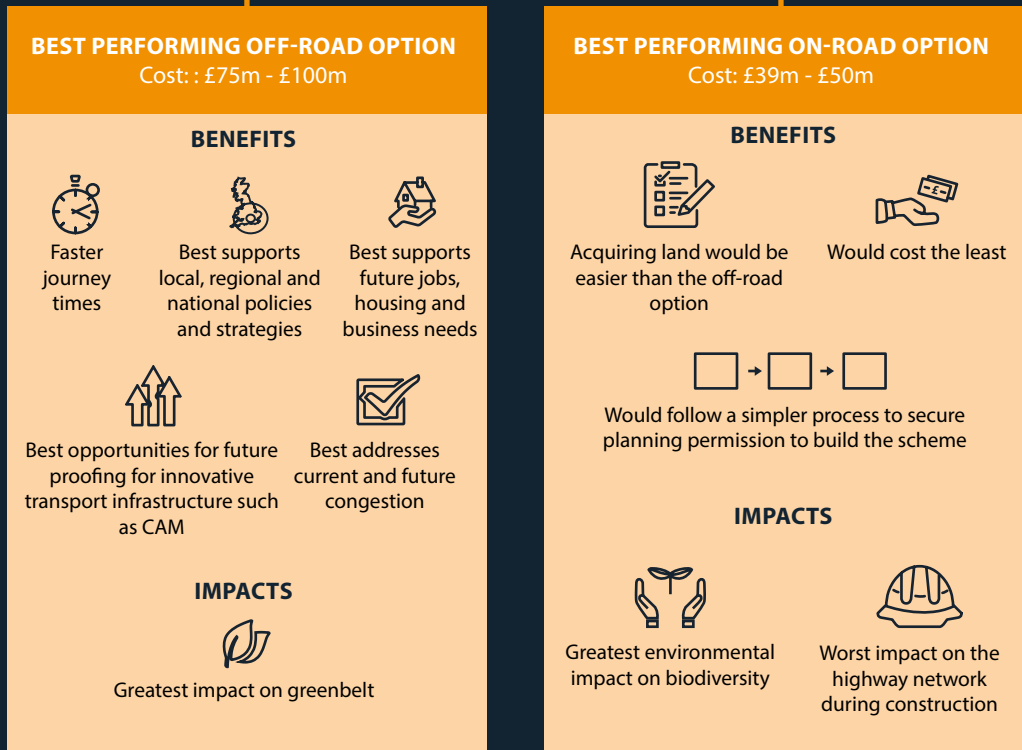 BEST PERFORMING OFF-ROAD OPTION
Cost: : £75m - £100m
BENEFITS
Faster
journey
times
Best supports
local, regional and
national policies
and strategies
Best supports
future jobs,
housing and
business needs
Best opportunities for future
proofing for innovative
transport infrastructure such
as CAM
Best addresses
current and future
congestion
IMPACTS
Greatest impact on greenbelt
BEST PERFORMING ON-ROAD OPTION
Cost: £39m - £50m
BENEFITS
Acquiring land would be
easier than the off-road
option
-£-
Would cost the least
Would follow a simpler process to secure
planning permission to build the scheme
IMPACTS
Greatest environmental
impact on biodiversity
Worst impact on the
highway network
during construction